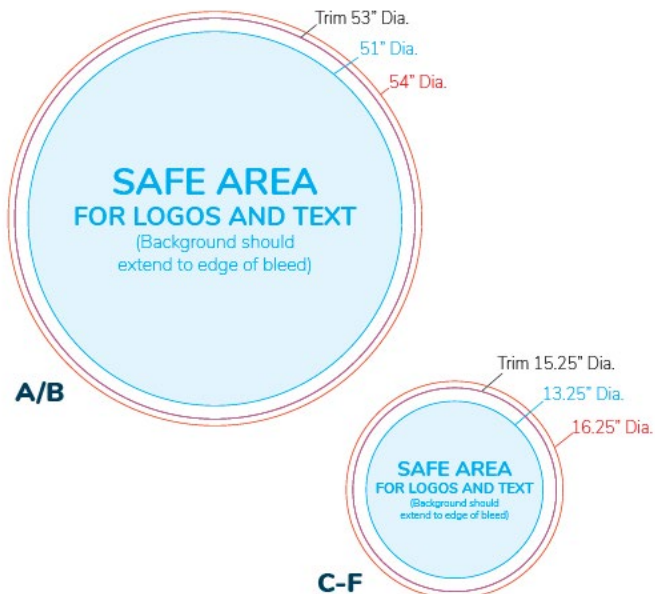 Trim 53” Dia.
51” Dia.
54” Dia.
SAFE AREA
FOR LOGOS AND TEXT
(Background should
extend to edge of bleed)
A/B
Trim 15.25” Dia.
13.25” Dia.
16.25” Dia.
SAFE AREA
FOR LOGOS AND TEXT
(Background should
extend to edge of bleed)
C-F